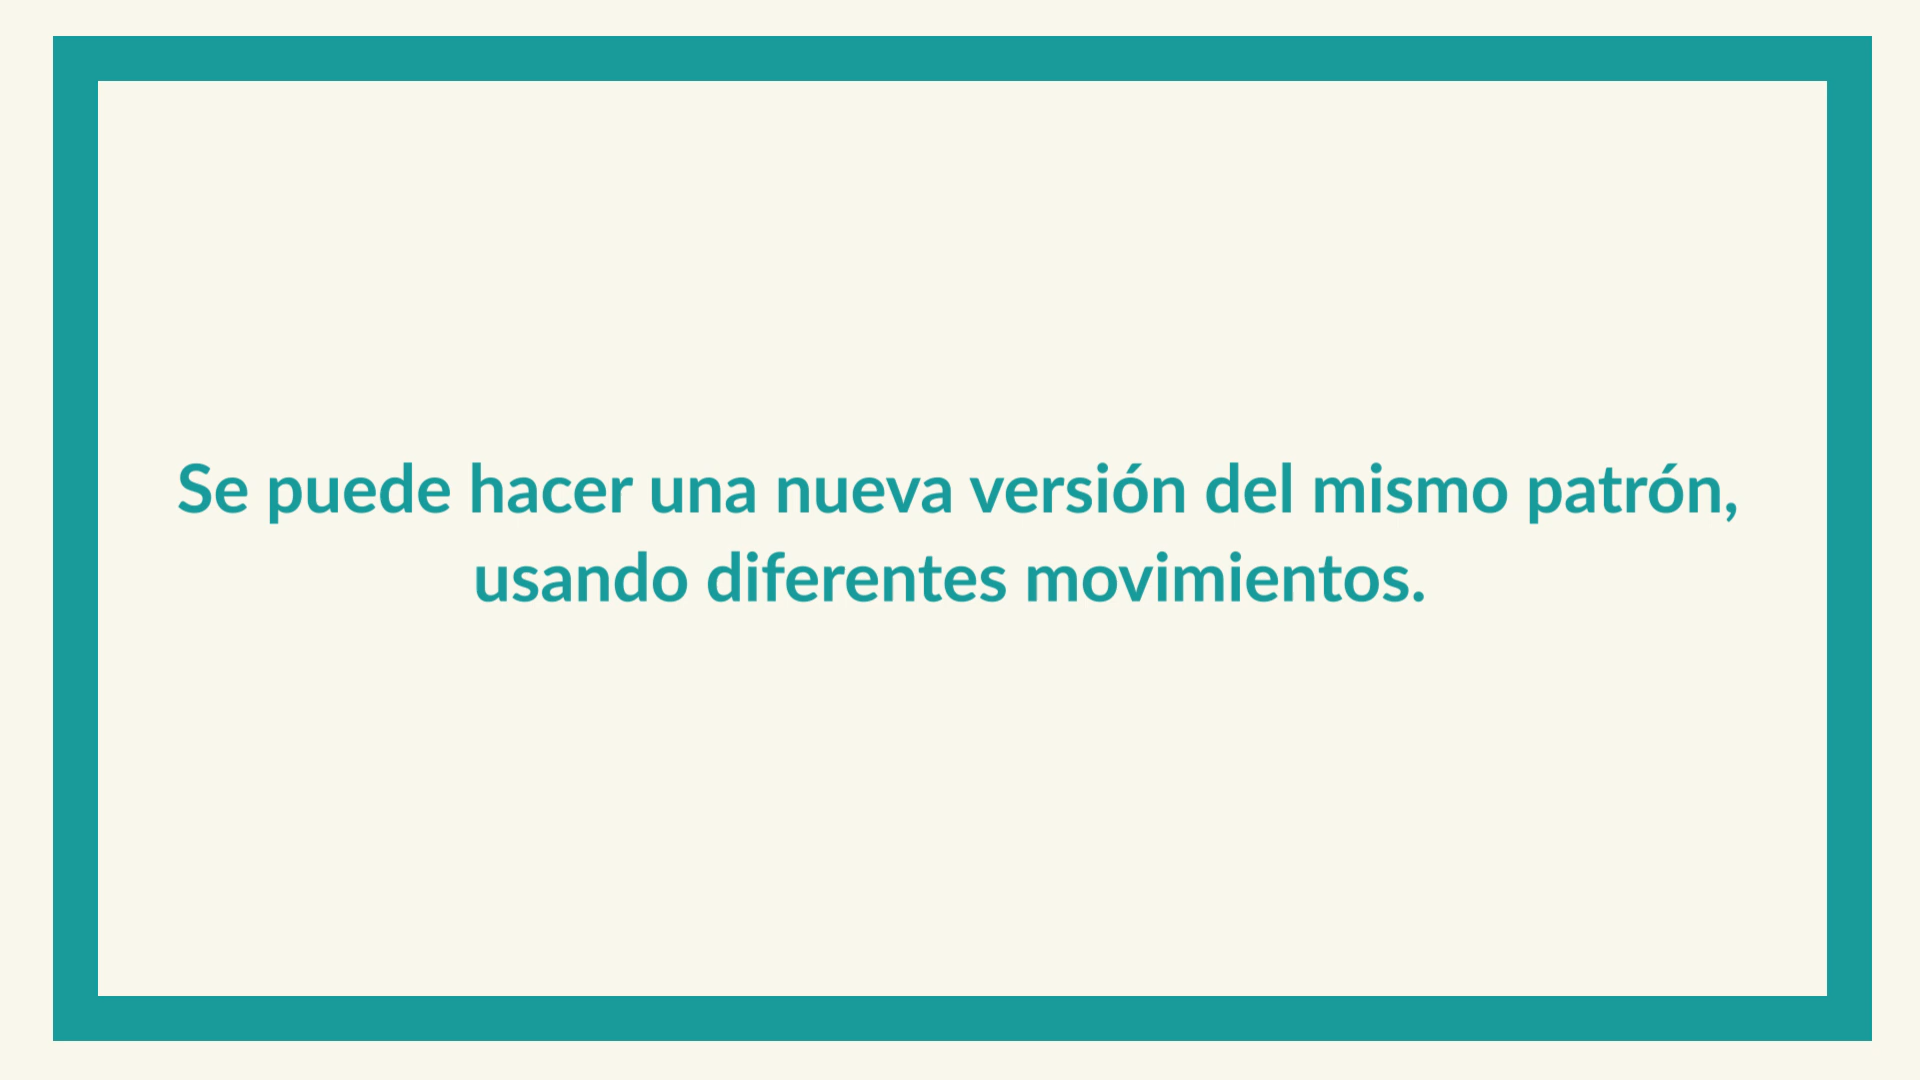 Se puede hacer una nueva versión del mismo patrón,
usando diferentes movimientos.